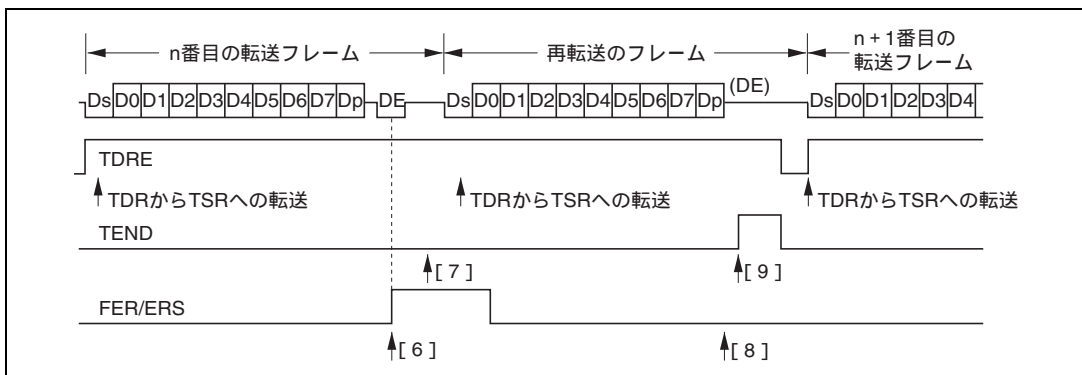 n番目の転送フレーム
再転送のフレーム
n + 1番目の
転送フレーム
Ds D0 D1 D2 D3 D4 D5 D6 D7 Dp DE Ds D0 D1 D2 D3 D4 D5 D6 D7 Dp (DE) Ds D0 D1 D2 D3 D4
TDRE
TDRからTSRへの転送 TDRからTSRへの転送 TDRからTSRへの転送
TEND
[ 7 ] [ 9 ]
FER/ERS
[ 6 ] [ 8 ]